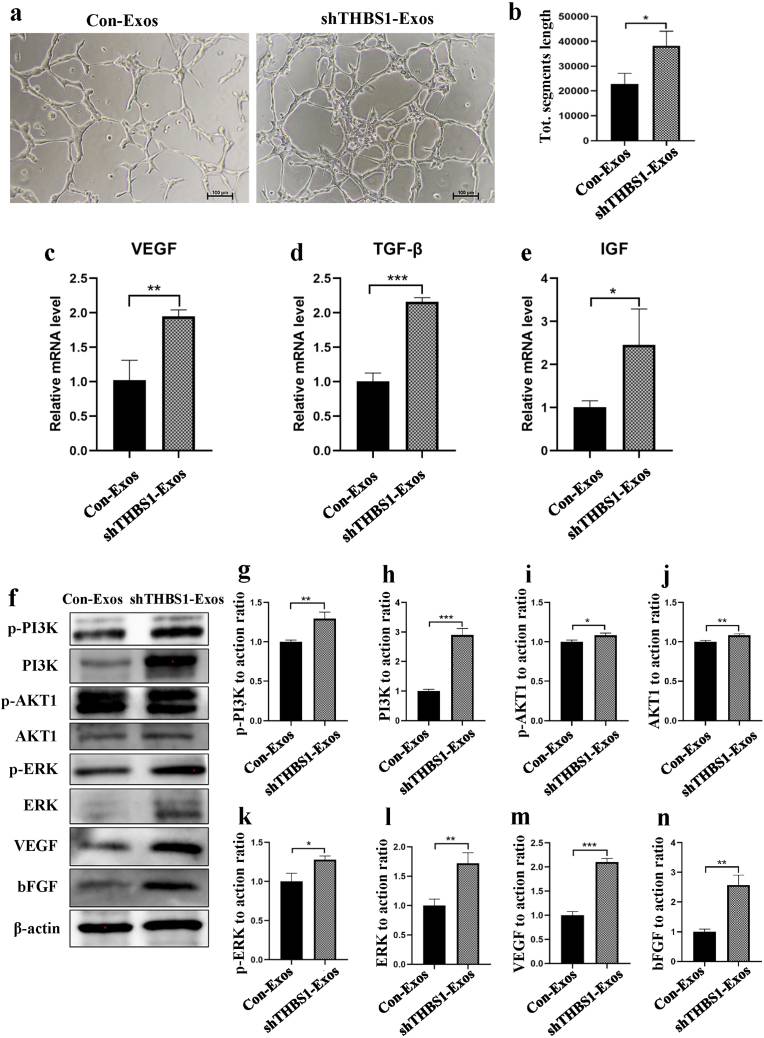 a
Con-Exos
shTHBS1-Exos
100 μm
100 μm
b
Tot. segments length
50000
40000
30000
20000
10000
0
*
Con-Exos
shTHBS1-Exos
c
VEGF
Relative mRNA level
2.5
2.0
1.5
1.0
0.5
0.0
**
Con-Exos
shTHBS1-Exos
d
TGF-β
Relative mRNA level
2.5
2.0
1.5
1.0
0.5
0.0
***
Con-Exos
shTHBS1-Exos
e
IGF
Relative mRNA level
4
3
2
1
0
*
Con-Exos
shTHBS1-Exos
f
Con-Exos shTHBS1-Exos
p-PI3K
PI3K
p-AKT1
AKT1
p-ERK
ERK
VEGF
bFGF
β-actin
g
p-PI3K to action ratio
1.5
1.0
0.5
0.0
**
Con-Exos
shTHBS1-Exos
h
PI3K to action ratio
4
3
2
1
0
***
Con-Exos
shTHBS1-Exos
i
p-AKT1 to action ratio
1.5
1.0
0.5
0.0
*
Con-Exos
shTHBS1-Exos
j
AKT1 to action ratio
1.5
1.0
0.5
0.0
**
Con-Exos
shTHBS1-Exos
k
p-ERK to action ratio
1.5
1.0
0.5
0.0
*
Con-Exos
shTHBS1-Exos
l
ERK to action ratio
2.0
1.5
1.0
0.5
0.0
**
Con-Exos
shTHBS1-Exos
m
VEGF to action ratio
2.5
2.0
1.5
1.0
0.5
0.0
***
Con-Exos
shTHBS1-Exos
n
bFGF to action ratio
4
3
2
1
0
**
Con-Exos
shTHBS1-Exos